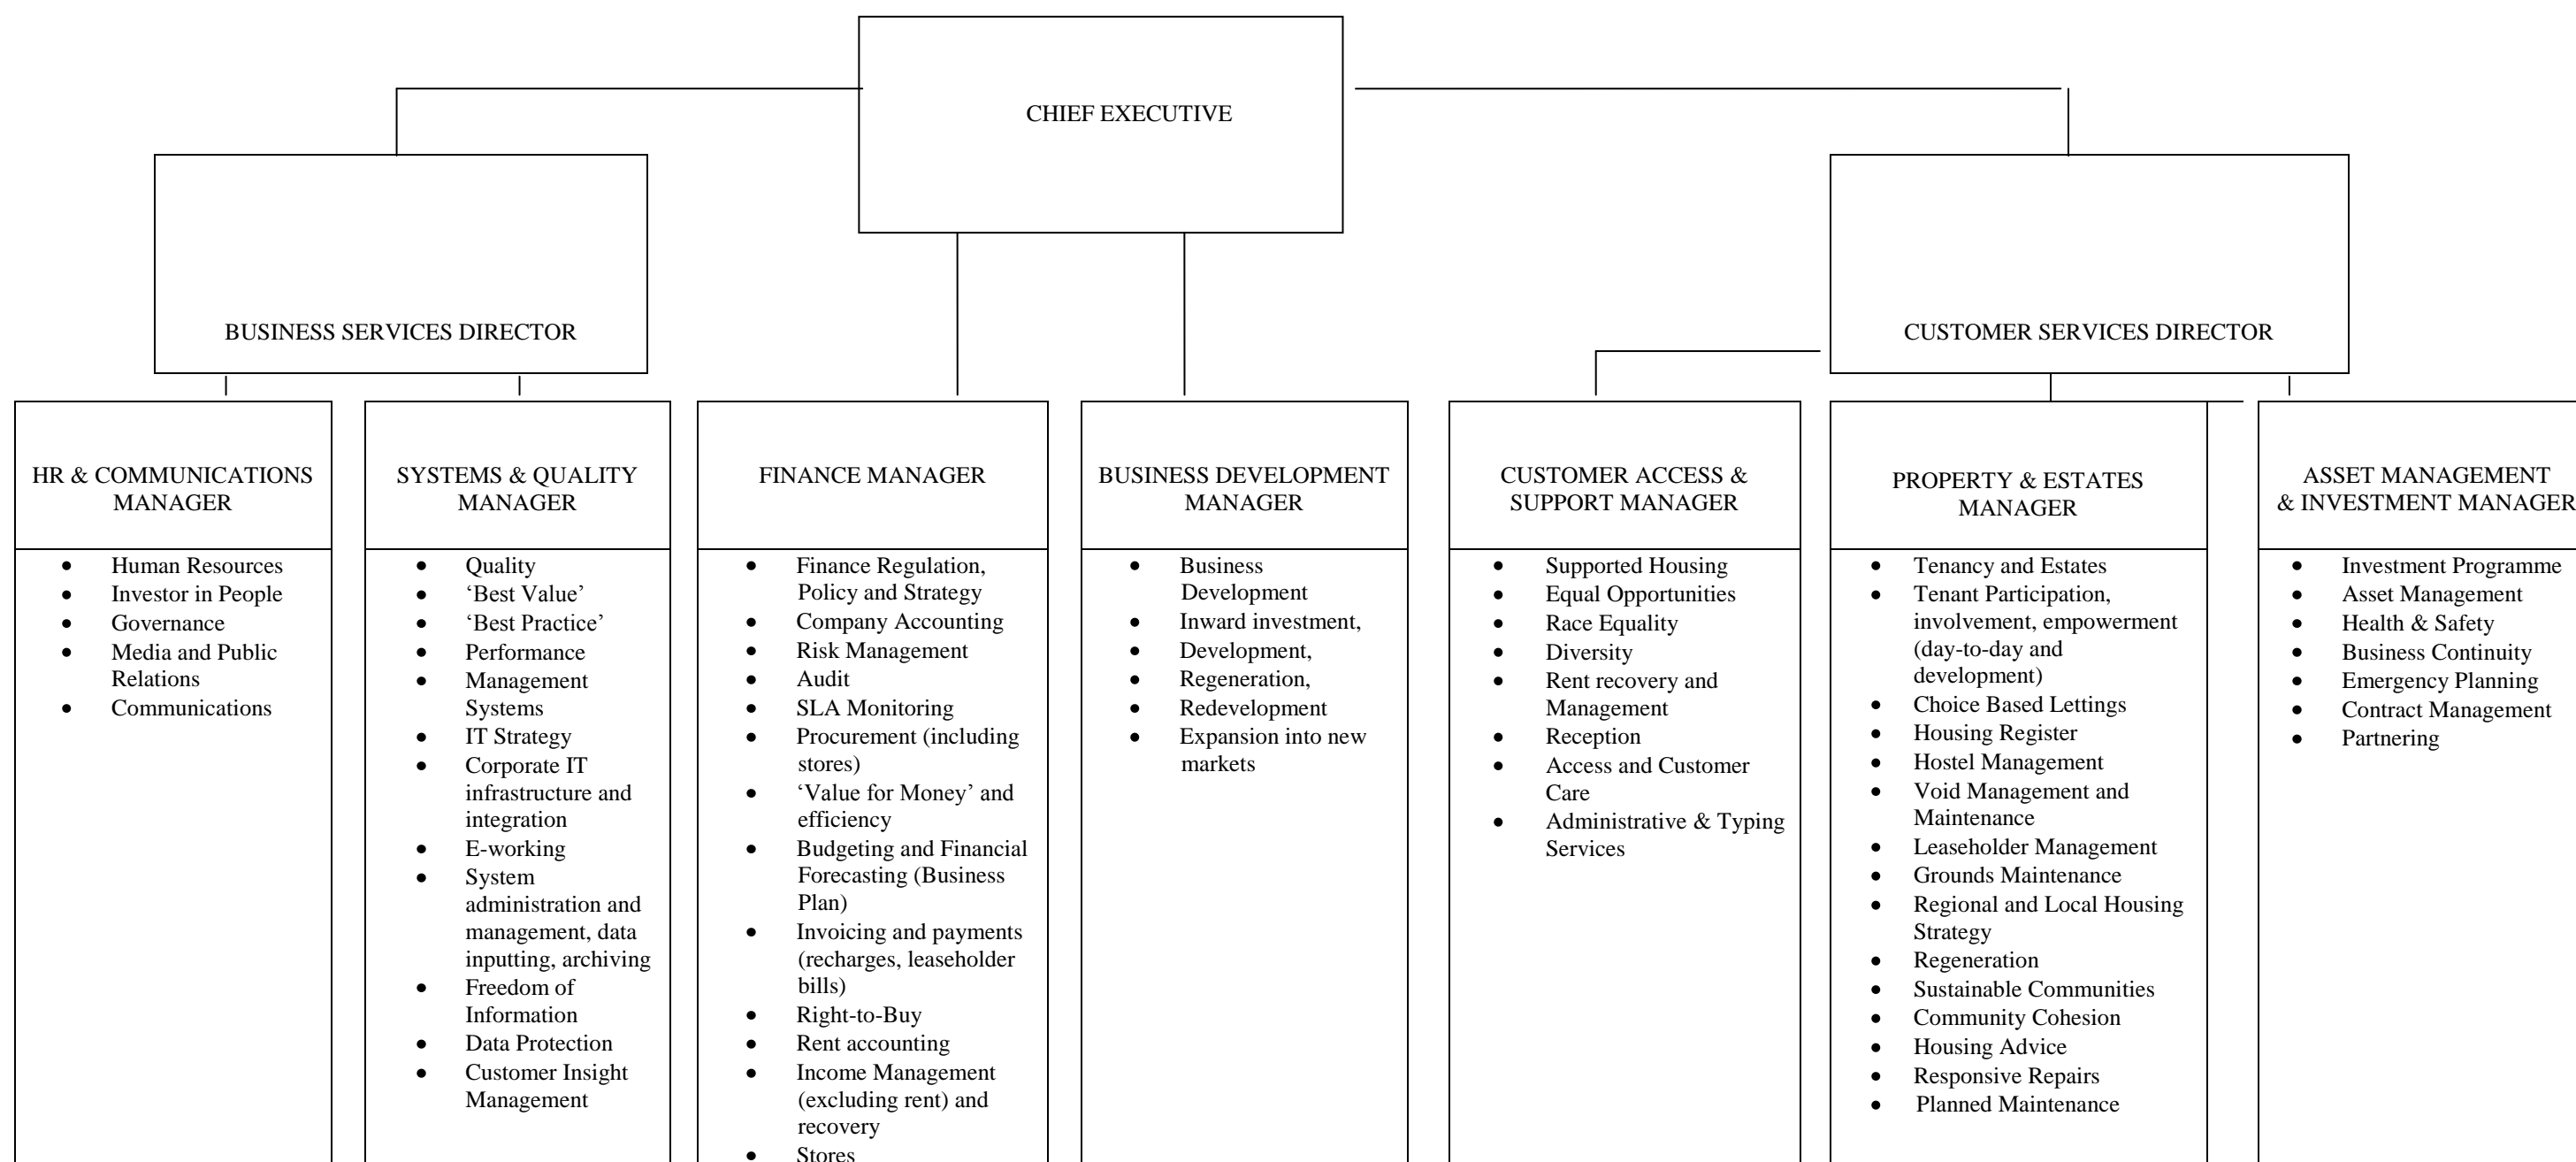 CHIEF EXECUTIVE
BUSINESS SERVICES DIRECTOR
CUSTOMER SERVICES DIRECTOR
HR & COMMUNICATIONS
MANAGER
• Human Resources
• Investor in People
• Governance
• Media and Public
Relations
• Communications
SYSTEMS & QUALITY
MANAGER
• Quality
• ‘Best Value’
• ‘Best Practice’
• Performance
• Management
Systems
• IT Strategy
• Corporate IT
infrastructure and
integration
• E-working
• System
administration and
management, data
inputting, archiving
• Freedom of
Information
• Data Protection
• Customer Insight
Management
FINANCE MANAGER
• Finance Regulation,
Policy and Strategy
• Company Accounting
• Risk Management
• Audit
• SLA Monitoring
• Procurement (including
stores)
• ‘Value for Money’ and
efficiency
• Budgeting and Financial
Forecasting (Business
Plan)
• Invoicing and payments
(recharges, leaseholder
bills)
• Right-to-Buy
• Rent accounting
• Income Management
(excluding rent) and
recovery
• Stores
BUSINESS DEVELOPMENT
MANAGER
• Business
Development
• Inward investment,
• Development,
• Regeneration,
• Redevelopment
• Expansion into new
markets
CUSTOMER ACCESS &
SUPPORT MANAGER
• Supported Housing
• Equal Opportunities
• Race Equality
• Diversity
• Rent recovery and
Management
• Reception
• Access and Customer
Care
• Administrative & Typing
Services
PROPERTY & ESTATES
MANAGER
• Tenancy and Estates
• Tenant Participation,
involvement, empowerment
(day-to-day and
development)
• Choice Based Lettings
• Housing Register
• Hostel Management
• Void Management and
Maintenance
• Leaseholder Management
• Grounds Maintenance
• Regional and Local Housing
Strategy
• Regeneration
• Sustainable Communities
• Community Cohesion
• Housing Advice
• Responsive Repairs
• Planned Maintenance
ASSET MANAGEMENT
& INVESTMENT MANAGER
• Investment Programme
• Asset Management
• Health & Safety
• Business Continuity
• Emergency Planning
• Contract Management
• Partnering